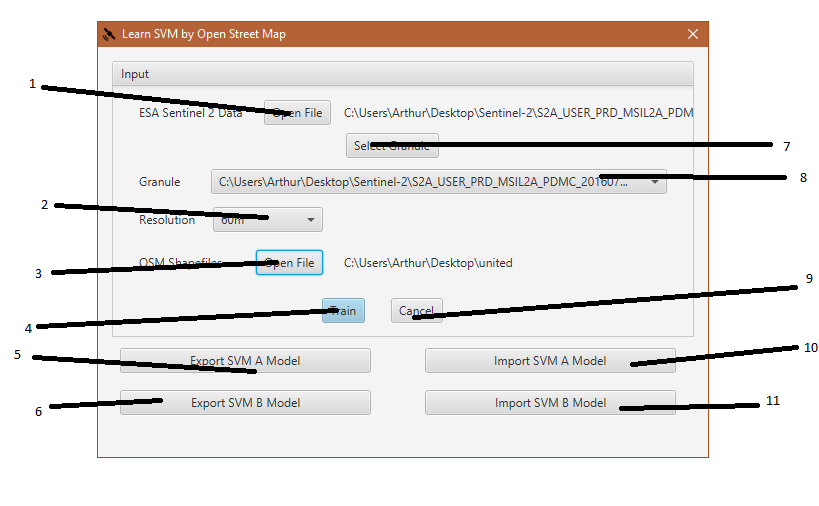 Learn SVM by Open Street Map
Input
1
ESA Sentinel 2 Data Open File C:\Users\Arthur\Desktop\Sentinel-2\S2A_USER_PRD_MSIL2A_PDM
Select Granule
7
Granule C:\Users\Arthur\Desktop\Sentinel-2\S2A_USER_PRD_MSIL2A_PDMC_201607...
8
2
Resolution 60m
OSM Shapefiles Open File C:\Users\Arthur\Desktop\united
3
9
Train Cancel
4
10
5
Export SVM A Model Import SVM A Model
Export SVM B Model Import SVM B Model
11
6